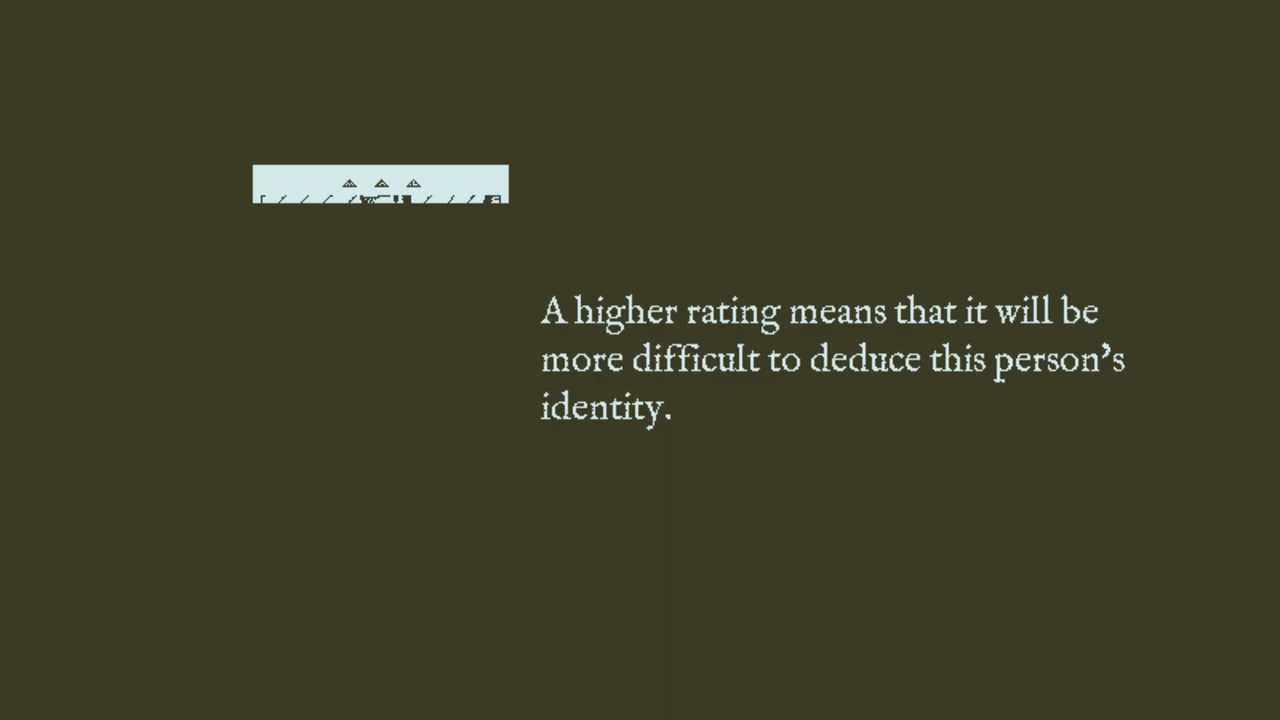 A higher rating means that it will be
more difficult to deduce this person’s
identity.